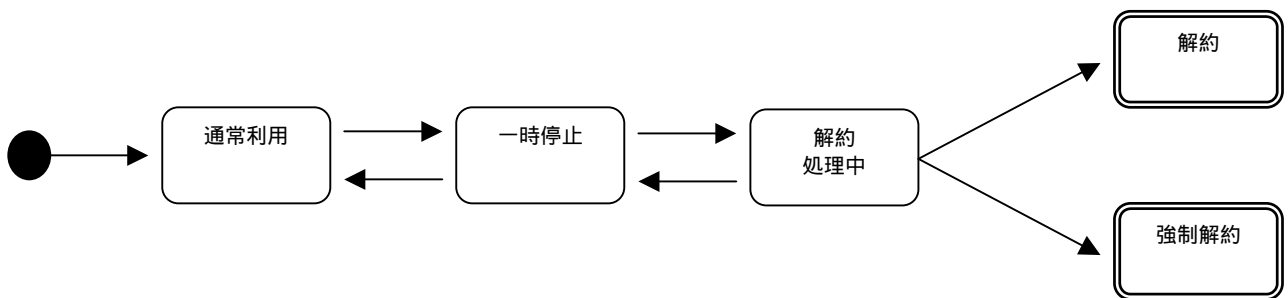 通常利用
一時停止
解約
処理中
解約
強制解約